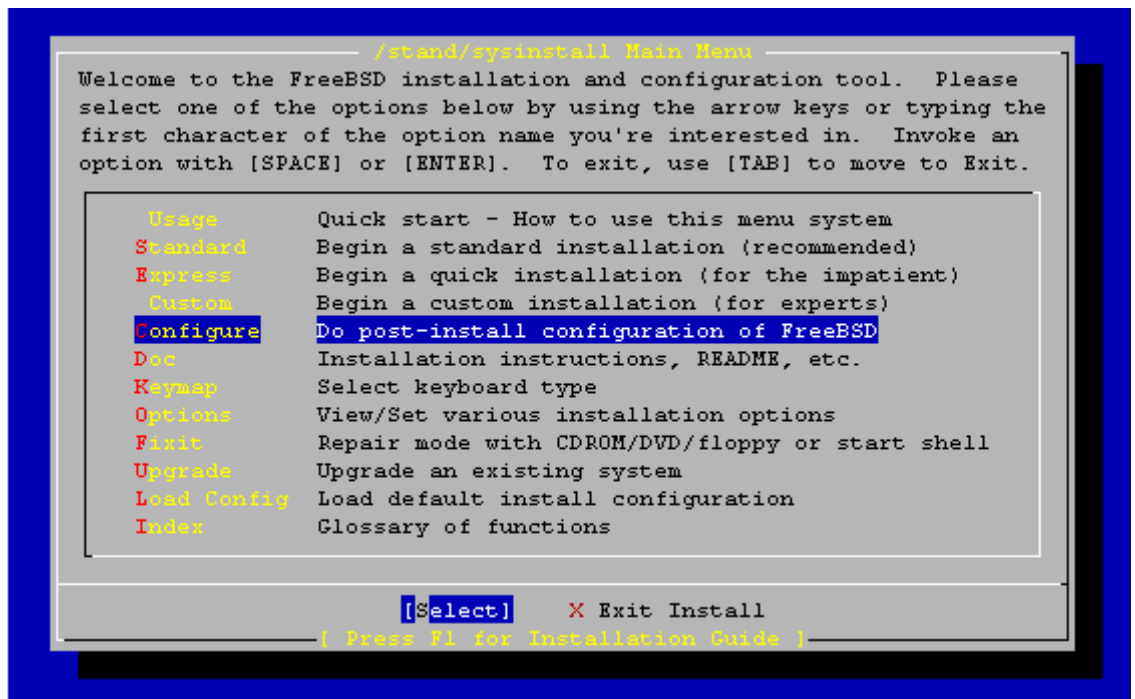 /stand/sysinstall Main Menu
Welcome to the FreeBSD installation and configuration tool. Please
select one of the options below by using the arrow keys or typing the
first character of the option name you're interested in. Invoke an
option with [SPACE] or [ENTER]. To exit, use [TAB] to move to Exit.
Usage Quick start - How to use this menu system
Standard Begin a standard installation (recommended)
Express Begin a quick installation (for the impatient)
Custom Begin a custom installation (for experts)
Configure Do post-install configuration of FreeBSD
Doc Installation instructions, README, etc.
Keymap Select keyboard type
Options View/Set various installation options
Fixit Repair mode with CDROM/DVD/floppy or start shell
Upgrade Upgrade an existing system
Load Config Load default install configuration
Index Glossary of functions
[Select] X Exit Install
[ Press F1 for Installation Guide ]